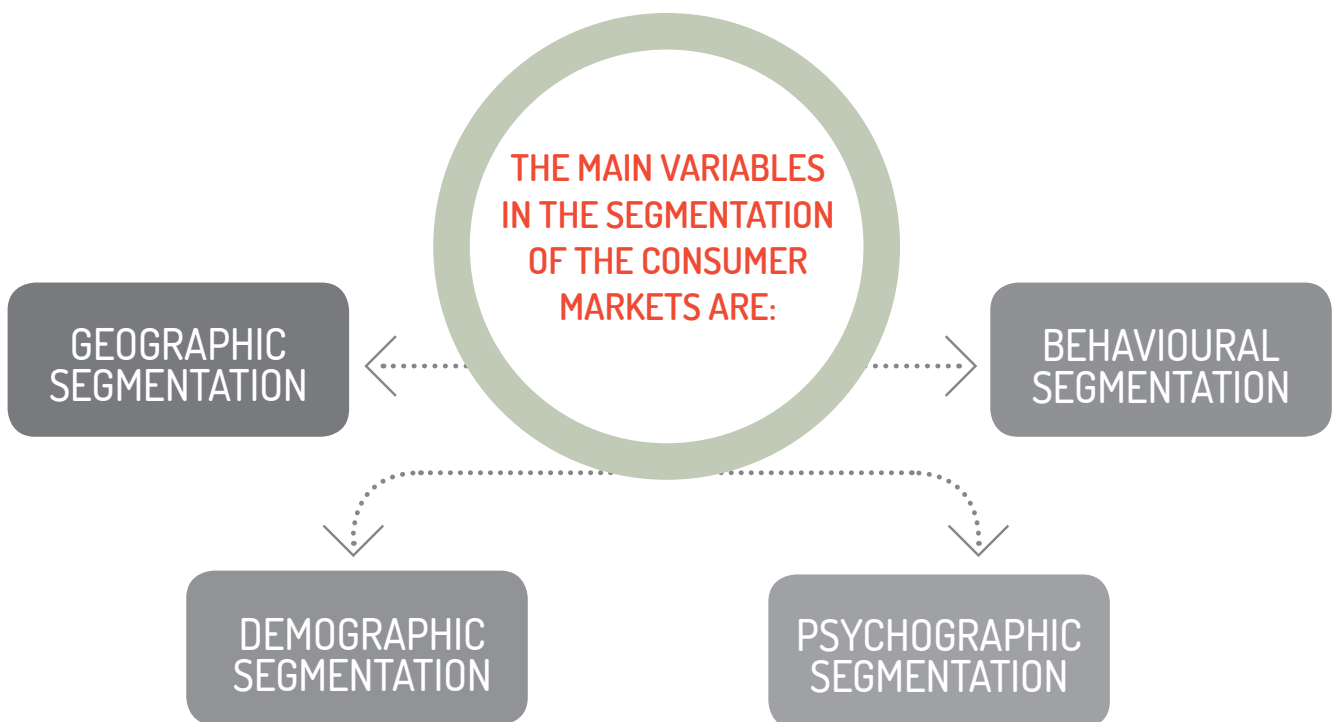 THE MAIN VARIABLES
IN THE SEGMENTATION
OF THE CONSUMER
MARKETS ARE:
GEOGRAPHIC
SEGMENTATION
BEHAVIOURAL
SEGMENTATION
DEMOGRAPHIC
SEGMENTATION
PSYCHOGRAPHIC
SEGMENTATION